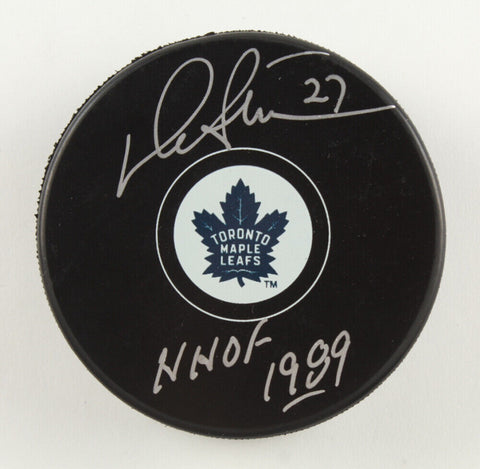 27
TORONTO
MAPLE
LEAFS
TM
HHOF
1989